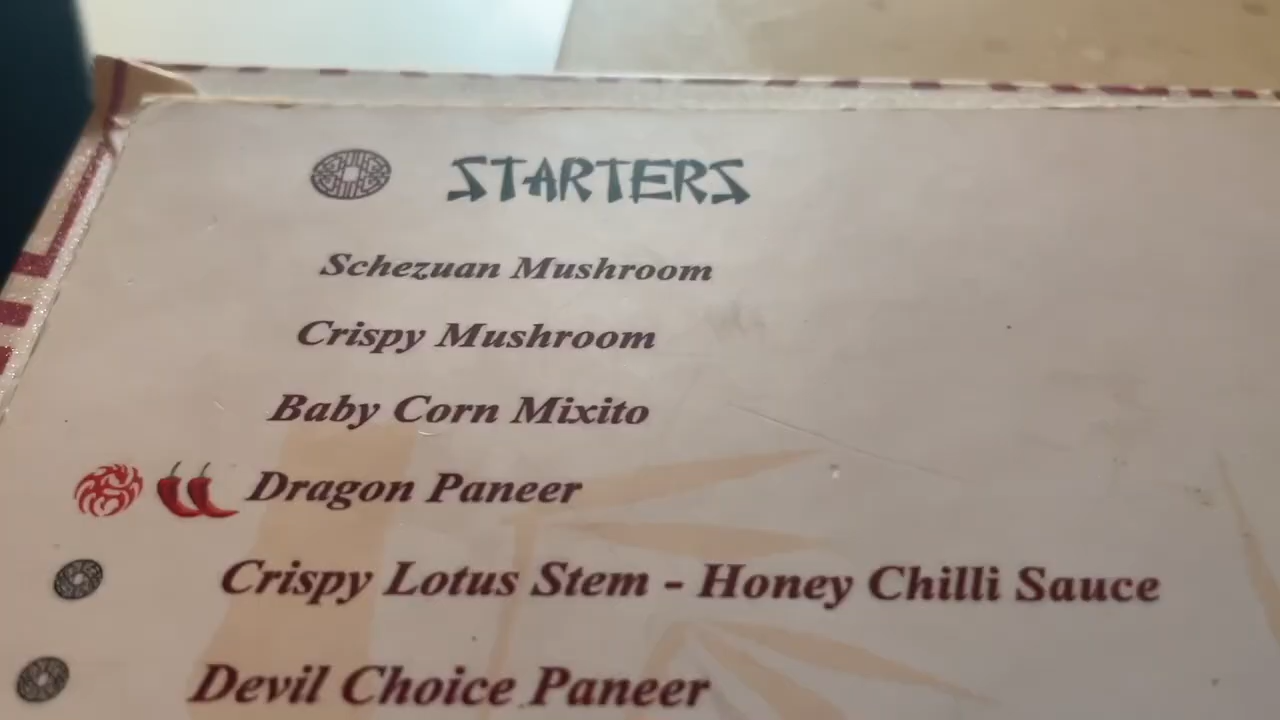 STARTERS
Schezuan Mushroom
Crispy Mushroom
Baby Corn Mixito
Dragon Paneer
Crispy Lotus Stem - Honey Chilli Sauce
Devil Choice Paneer